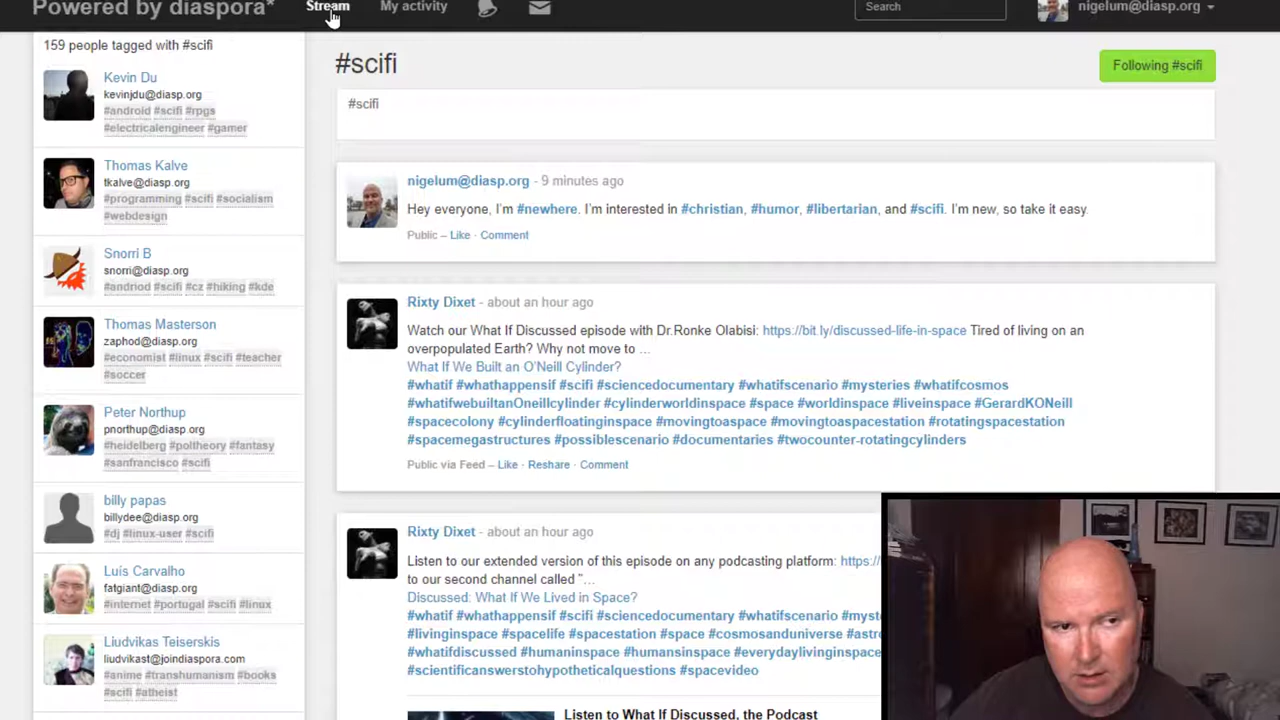 Powered by diaspora*
Stream
My activity
Search
nigelum@diasp.org
159 people tagged with #scifi
Kevin Du
kevinjdu@diasp.org
#android #scifi #rpgs
#electricalengineer #gamer
Thomas Kalve
tkalve@diasp.org
#programming #scifi #socialism
#webdesign
Snorri B
snorri@diasp.org
#andriod #scifi #cz #hiking #kde
Thomas Masterson
zaphod@diasp.org
#economist #linux #scifi #teacher
#soccer
Peter Northup
pnorthup@diasp.org
#heidelberg #poltheory #fantasy
#sanfrancisco #scifi
billy papas
billydee@diasp.org
#dj #linux-user #scifi
Luís Carvalho
fatgiant@diasp.org
#internet #portugal #scifi #linux
Liudvikas Teiserskis
liudvikast@joindiaspora.com
#anime #transhumanism #books
#scifi #atheist
#scifi
Following #scifi
#scifi
nigelum@diasp.org - 9 minutes ago
Hey everyone, I'm #newhere. I'm interested in #christian, #humor, #libertarian, and #scifi. I'm new, so take it easy.
Public – Like · Comment
Rixty Dixet - about an hour ago
Watch our What If Discussed episode with Dr.Ronke Olabisi: https://bit.ly/discussed-life-in-space Tired of living on an
overpopulated Earth? Why not move to ...
What If We Built an O'Neill Cylinder?
#whatif #whathappensif #scifi #sciencedocumentary #whatifscenario #mysteries #whatifcosmos
#whatifwebuiltanOneillcylinder #cylinderworldinspace #space #worldinspace #liveinspace #GerardKONeill
#spacecolony #cylinderfloatinginspace #movingtoaspace #movingtoaspacestation #rotatingspacestation
#spacemegastructures #possiblescenario #documentaries #twocounter-rotatingcylinders
Public via Feed – Like · Reshare · Comment
Rixty Dixet - about an hour ago
Listen to our extended version of this episode on any podcasting platform: https:/
to our second channel called "...
Discussed: What If We Lived in Space?
#whatif #whathappensif #scifi #sciencedocumentary #whatifscenario #myste
#livinginspace #spacelife #spacestation #space #cosmosanduniverse #astro
#whatifdiscussed #humaninspace #humansinspace #everydaylivinginspace
#scientificanswerstohypotheticalquestions #spacevideo
Listen to What If Discussed, the Podcast